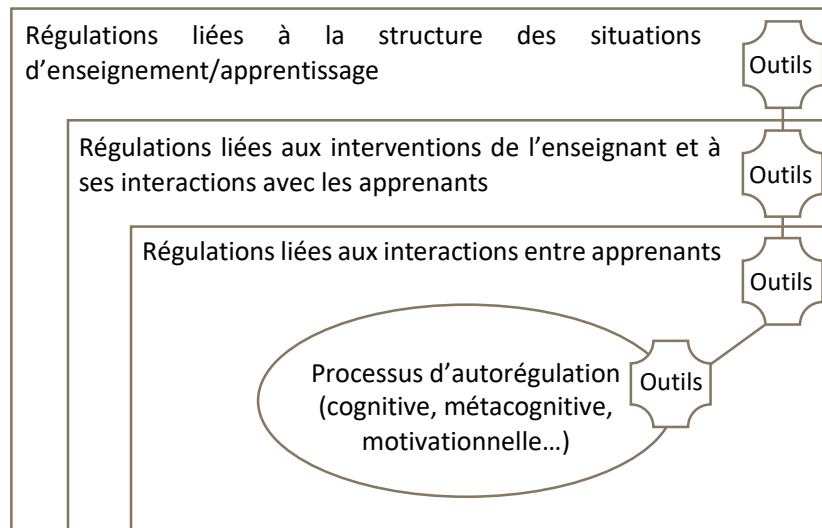 Régulations liées à la structure des situations
d’enseignement/apprentissage
Outils
Régulations liées aux interventions de l’enseignant et à
ses interactions avec les apprenants
Outils
Régulations liées aux interactions entre apprenants
Outils
Processus d’autorégulation
(cognitive, métacognitive,
motivationnelle…)
Outils